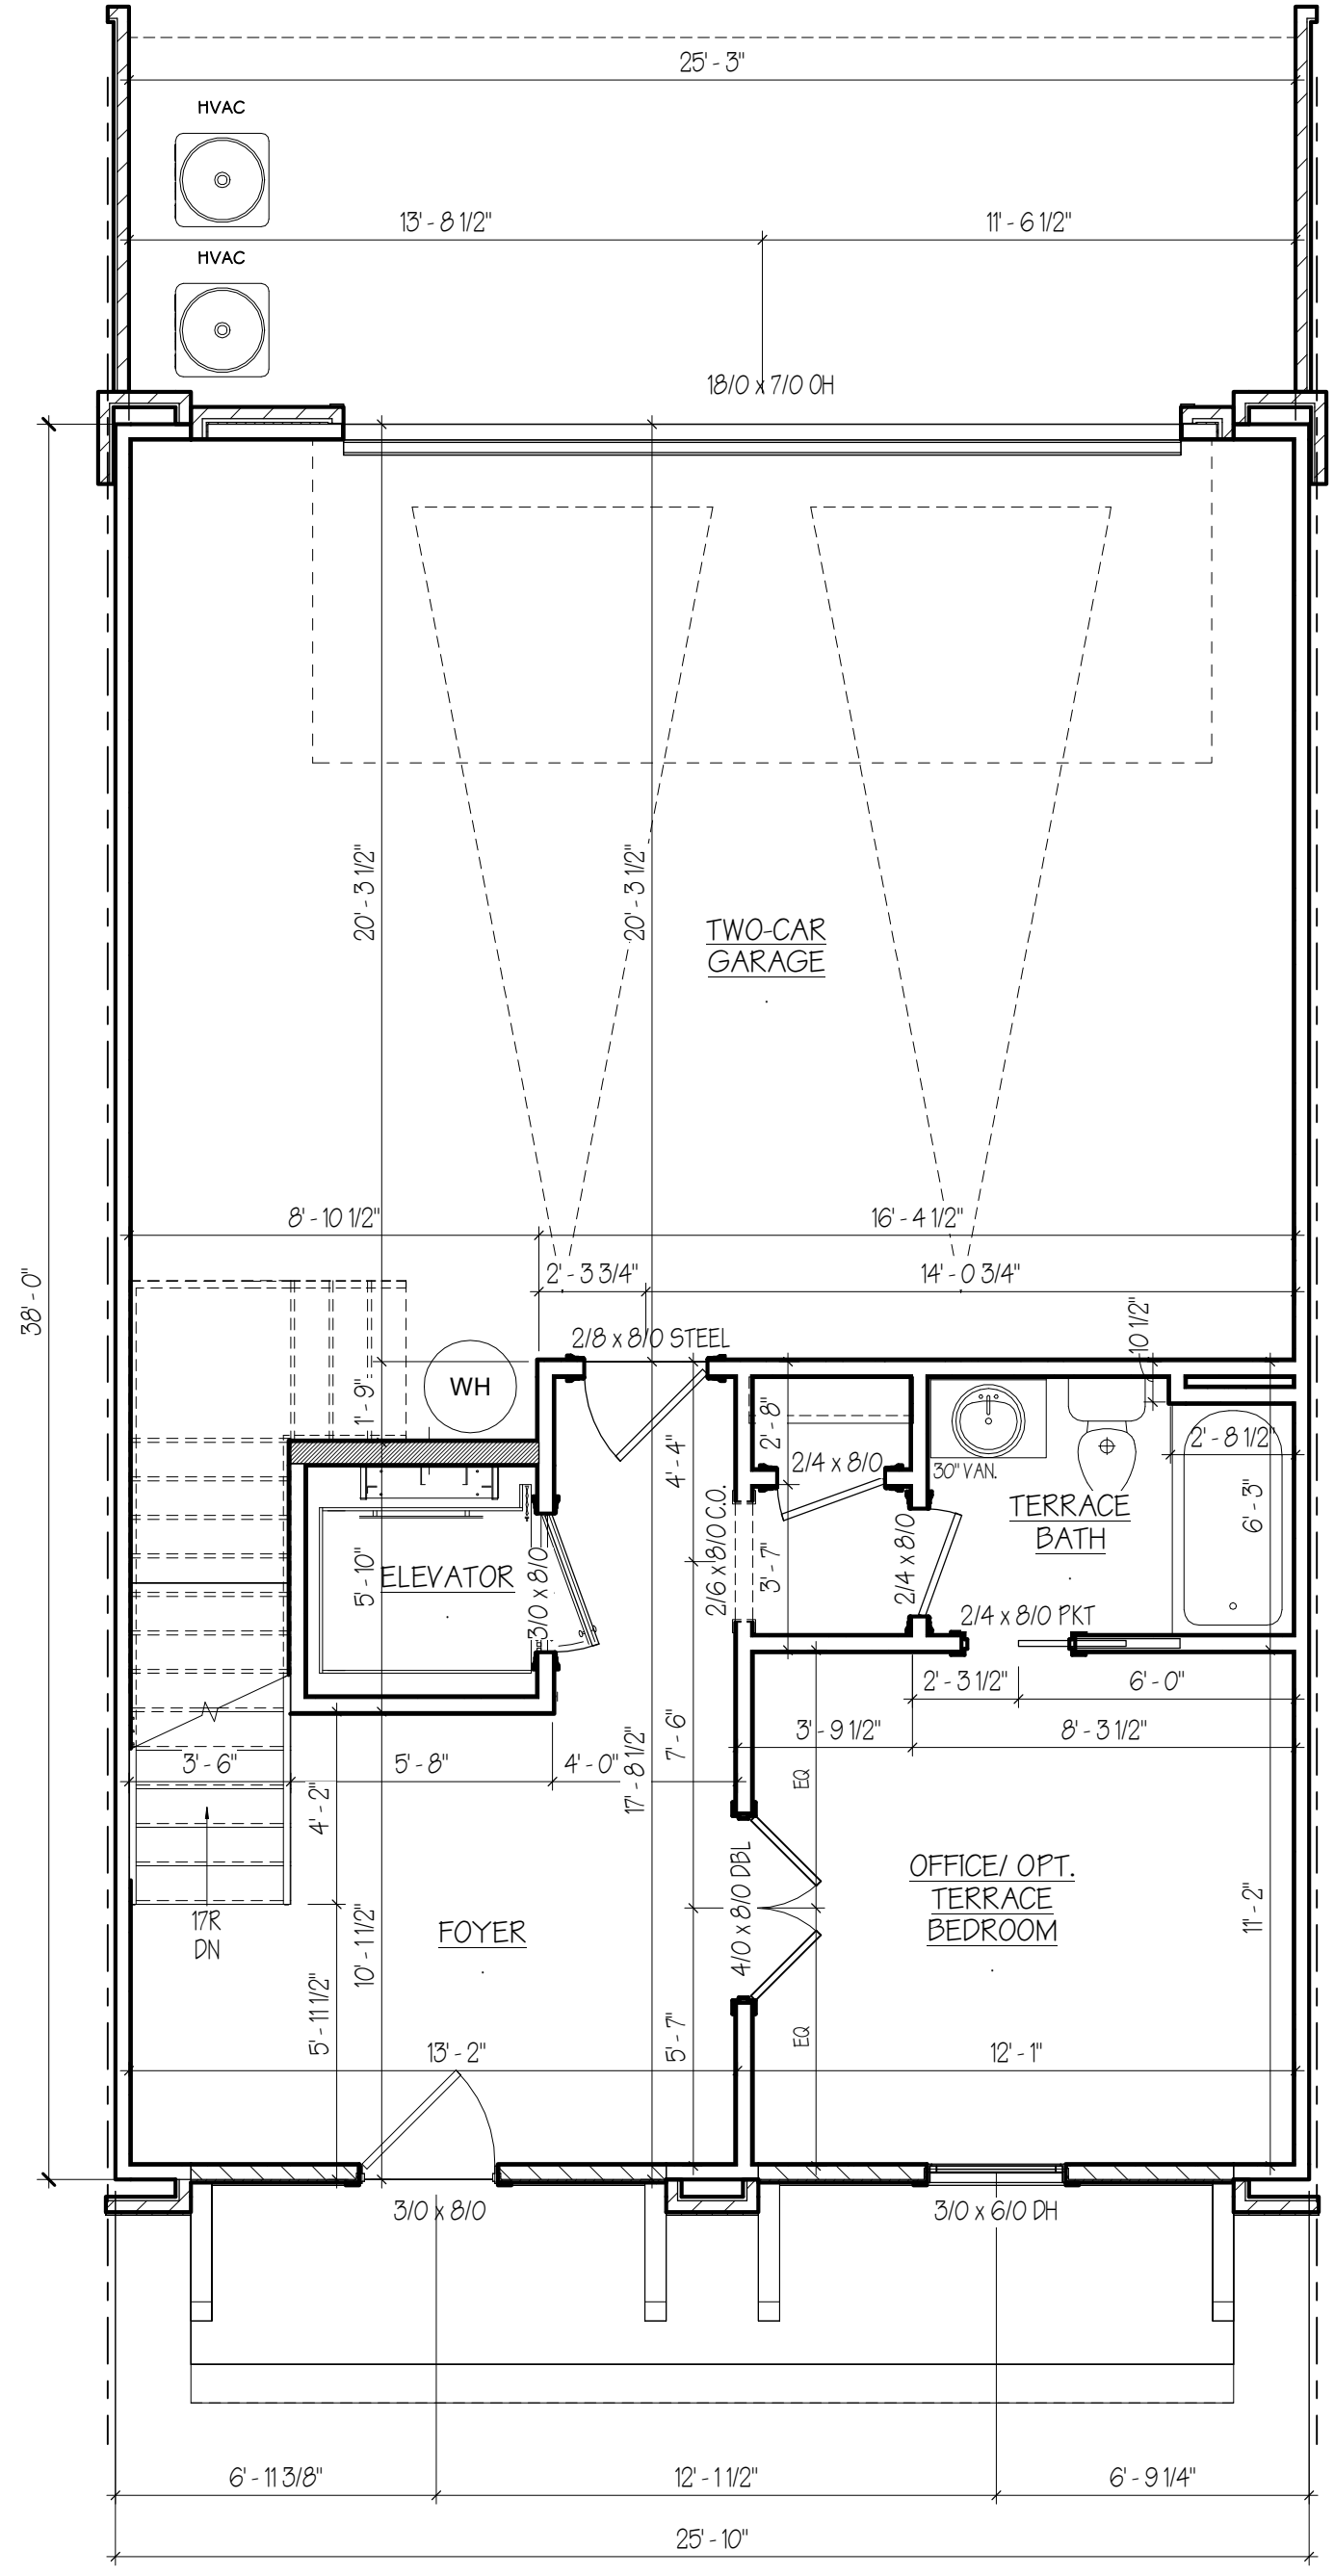 25' - 3"
HVAC
13' - 8 1/2"
11' - 6 1/2"
HVAC
18/0 x 7/0 OH
20' - 3 1/2"
20' - 3 1/2"
TWO-CAR
GARAGE
8' - 10 1/2"
16' - 4 1/2"
2' - 3 3/4"
14' - 0 3/4"
38' - 0"
10 1/2"
2/8 x 8/0 STEEL
WH
1' - 9"
4' - 4"
2' - 8"
2/4 x 8/0
30" VAN.
2' - 8 1/2"
TERRACE
BATH
6' - 3"
5' - 10"
ELEVATOR
3/0 x 8/0
2/6 x 8/0 C.O.
3' - 7"
2/4 x 8/0
2/4 x 8/0 PKT
2' - 3 1/2"
6' - 0"
3' - 9 1/2"
8' - 3 1/2"
3' - 6"
5' - 8"
4' - 0"
17' - 8 1/2"
7' - 6"
EQ
4' - 2"
4/0 x 8/0 DBL
OFFICE/ OPT.
TERRACE
BEDROOM
11' - 2"
17R
DN
FOYER
10' - 1 1/2"
5' - 11 1/2"
13' - 2"
5' - 7"
EQ
12' - 1"
3/0 x 8/0
3/0 x 6/0 DH
6' - 11 3/8"
12' - 1 1/2"
6' - 9 1/4"
25' - 10"